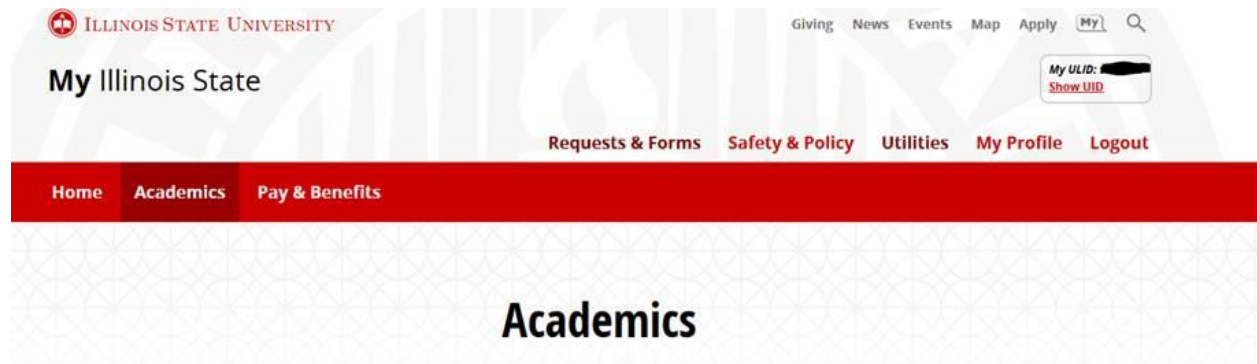 ILLINOIS STATE UNIVERSITY
Giving News Events Map Apply My
My Illinois State
My ULID:
Show UID
Requests & Forms Safety & Policy Utilities My Profile Logout
Home Academics Pay & Benefits
Academics